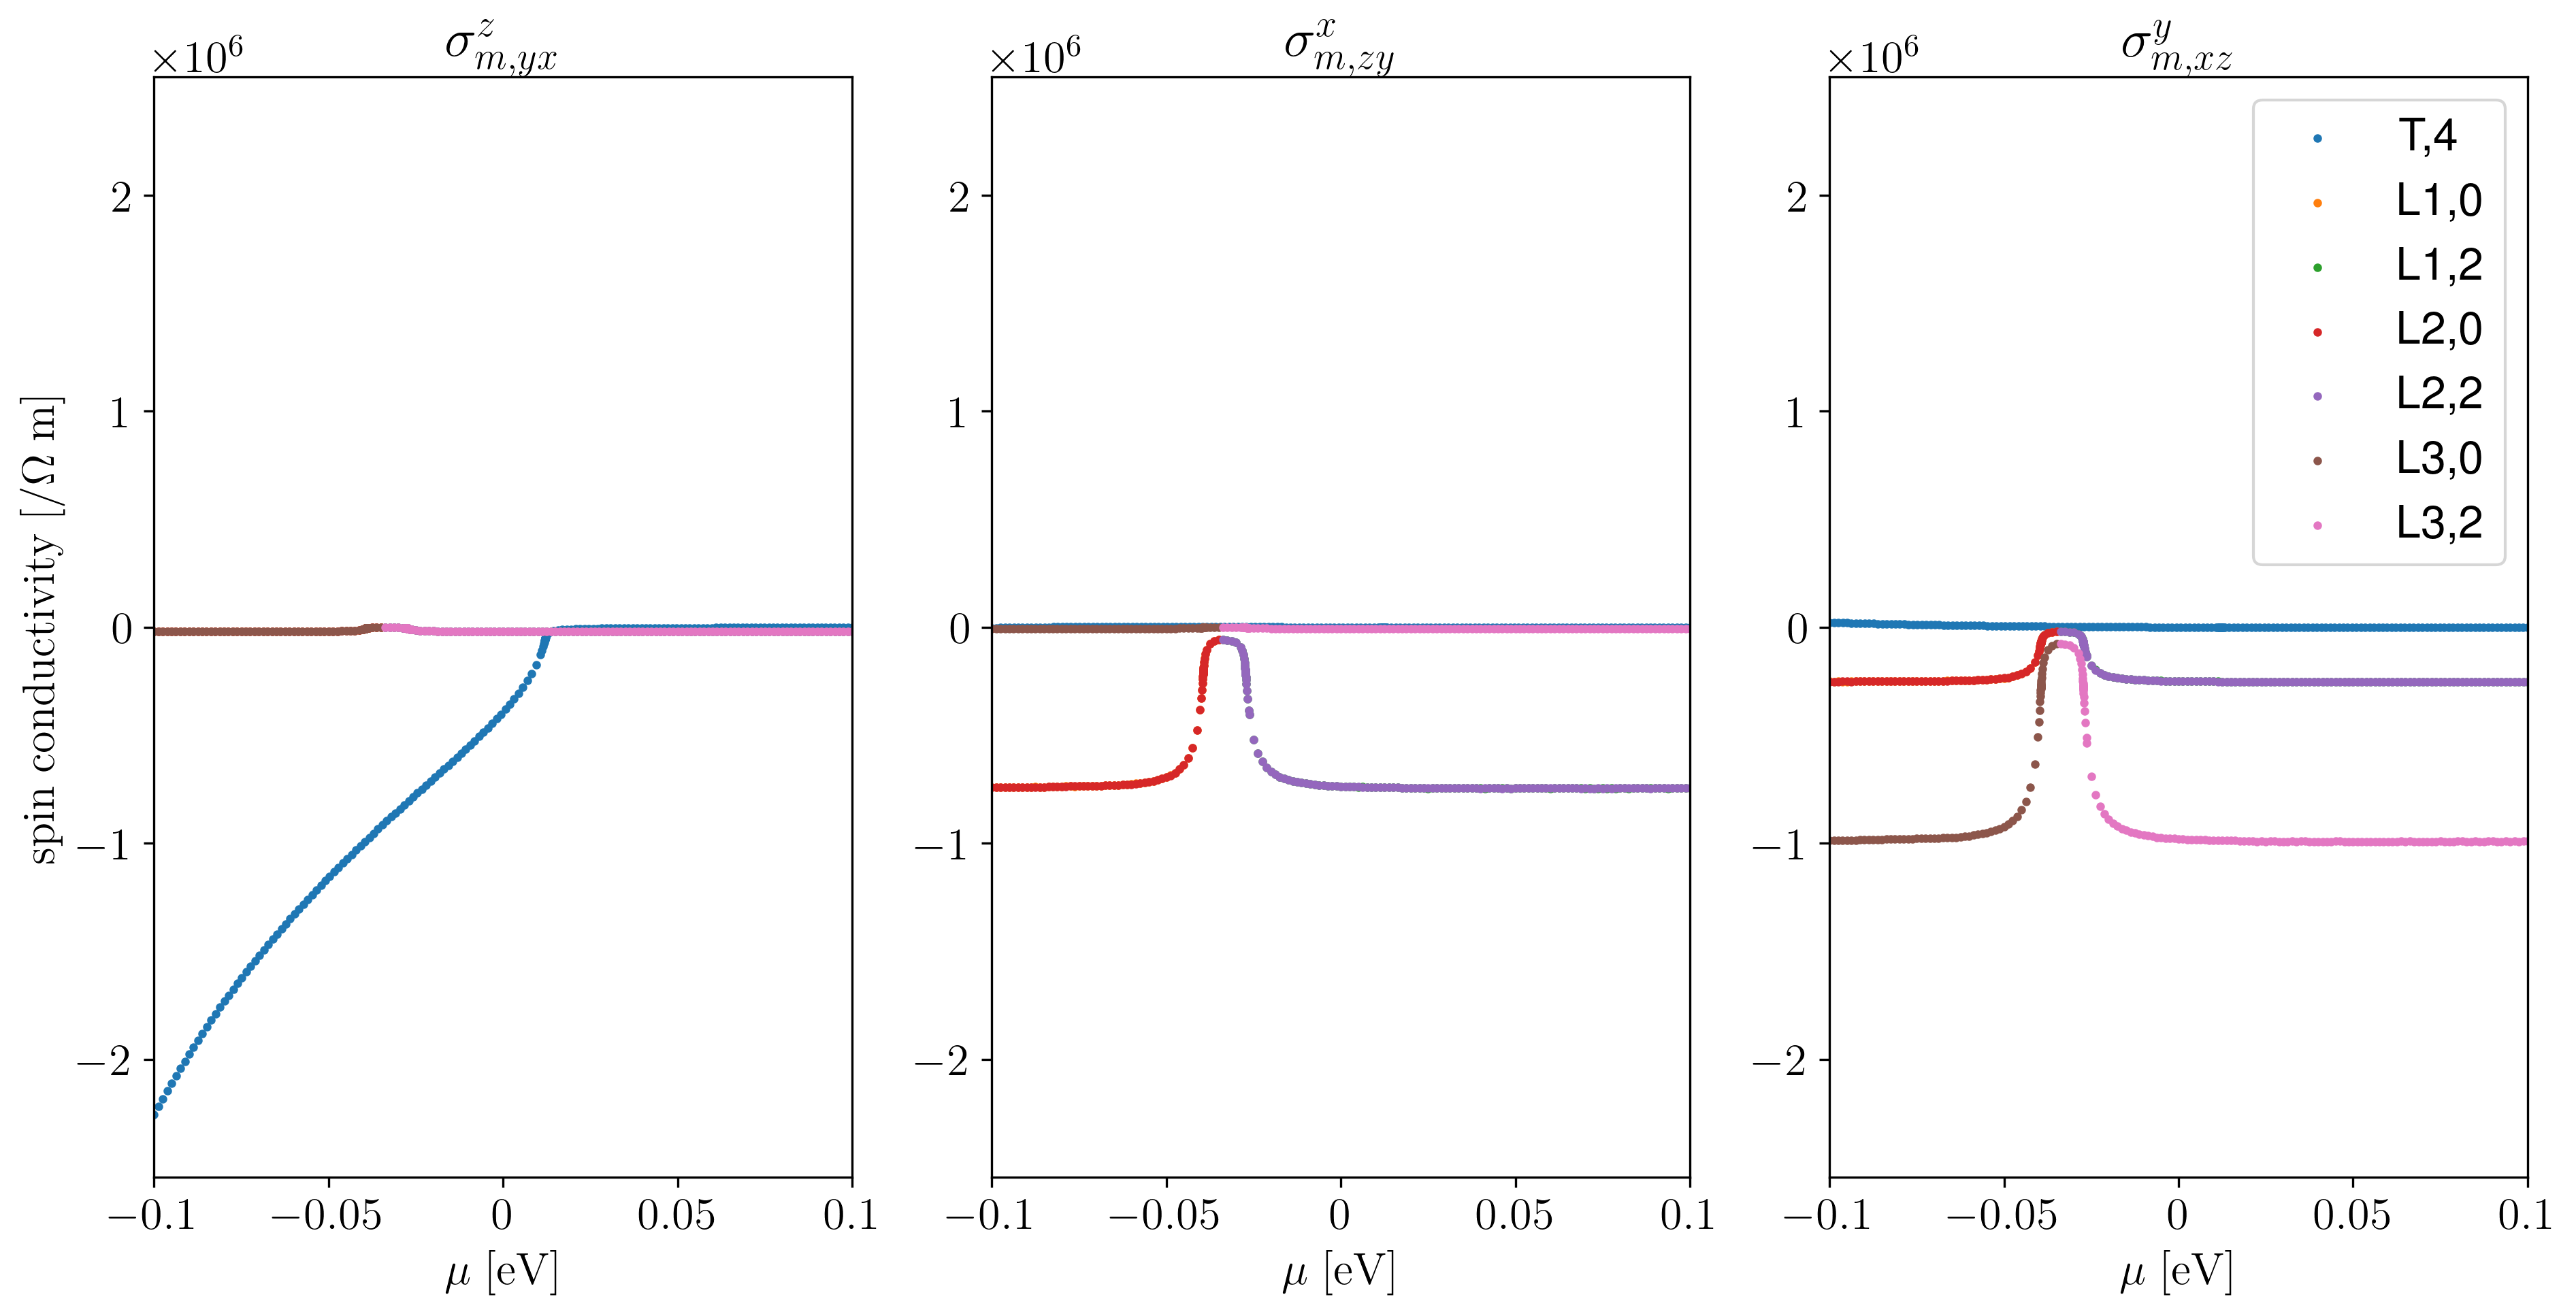 σ^z_{m,yx}
×10^6
2
1
0
−1
−2
spin conductivity [/Ω m]
−0.1 −0.05 0 0.05 0.1
μ [eV]
σ^x_{m,zy}
×10^6
2
1
0
−1
−2
−0.1 −0.05 0 0.05 0.1
μ [eV]
σ^y_{m,xz}
×10^6
2
1
0
−1
−2
−0.1 −0.05 0 0.05 0.1
μ [eV]
T,4
L1,0
L1,2
L2,0
L2,2
L3,0
L3,2